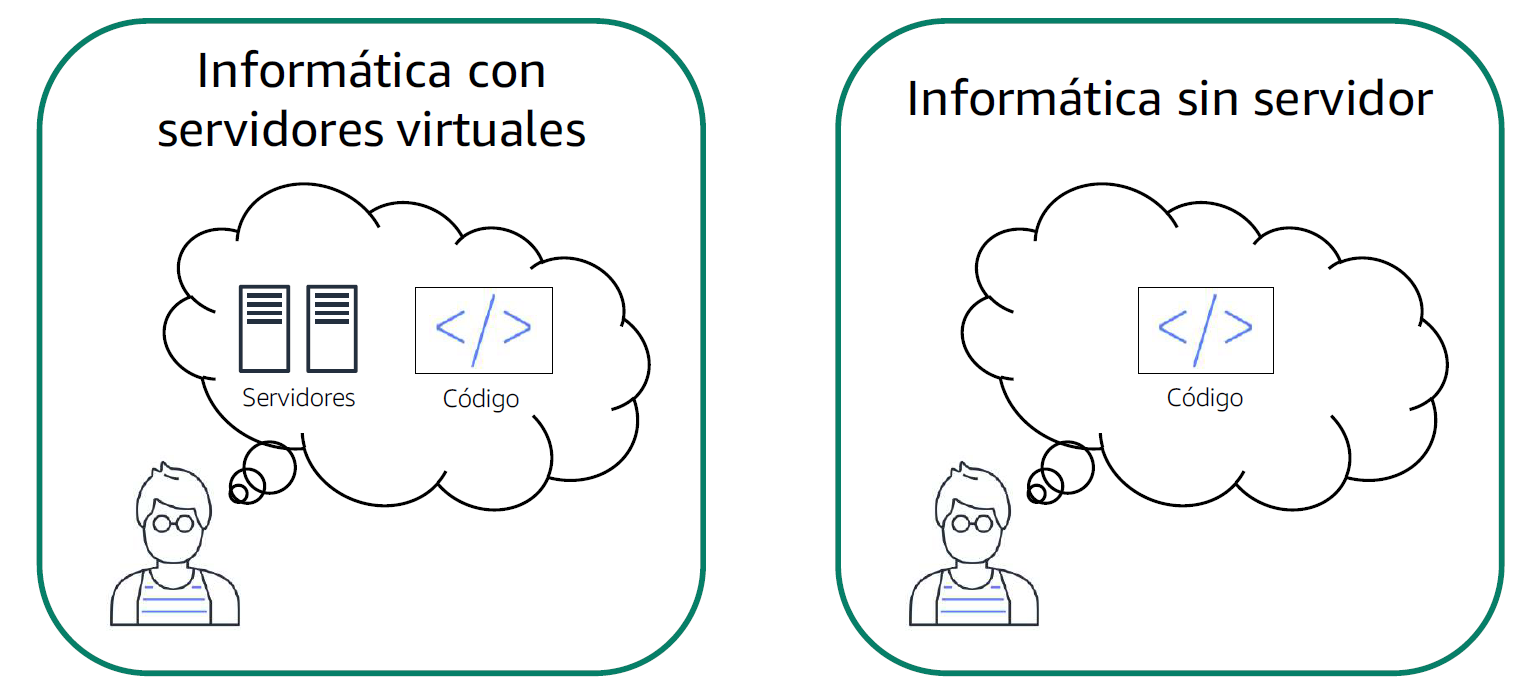 Informática con
servidores virtuales
Servidores
</>
Código
Informática sin servidor
</>
Código